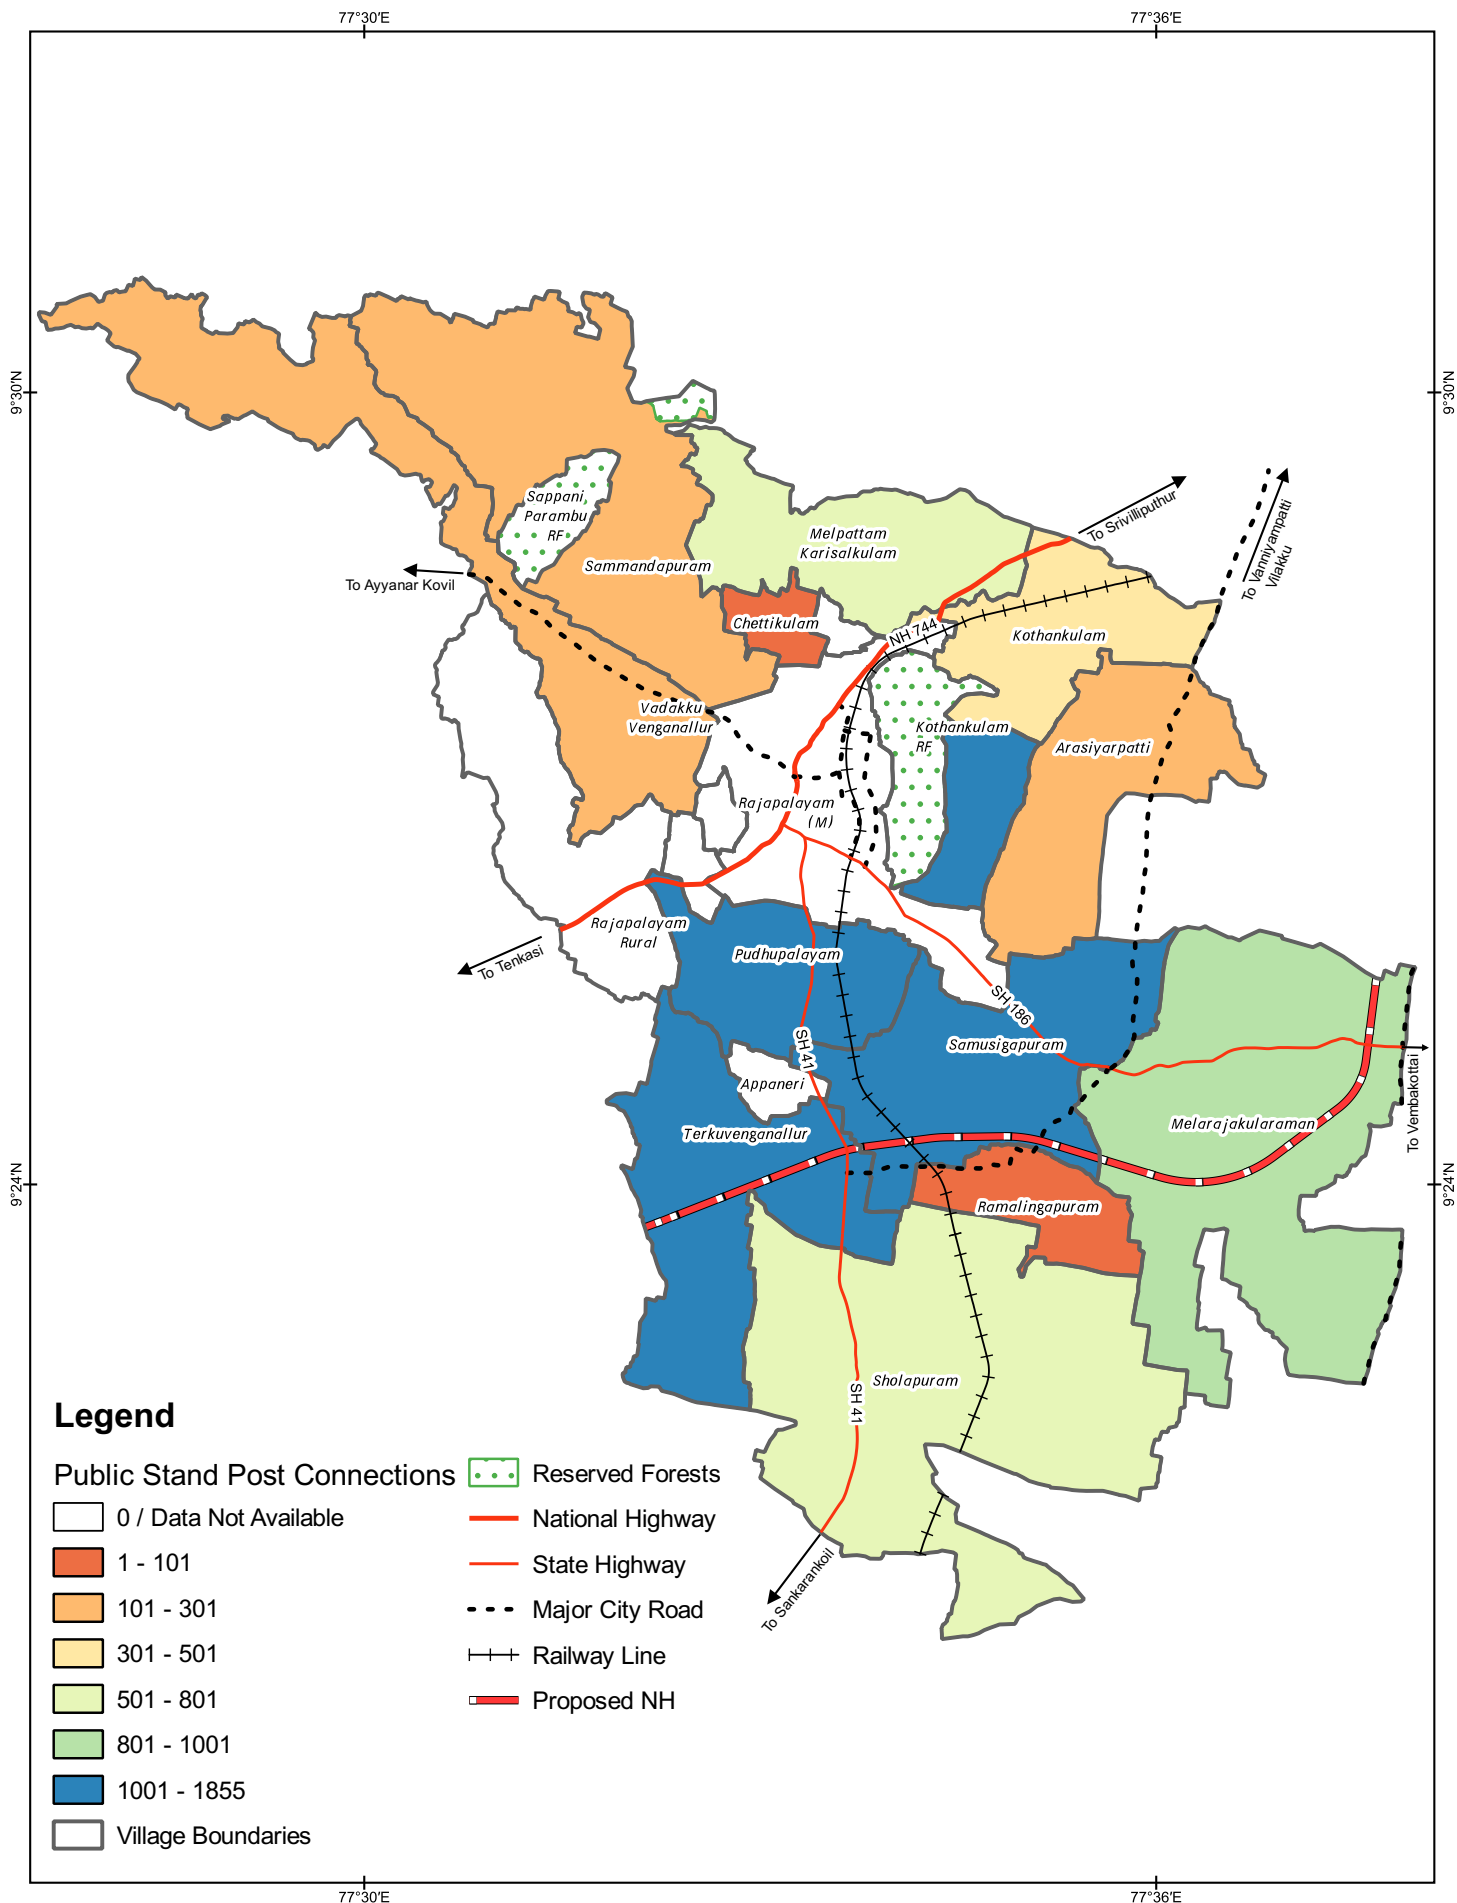 77°30'E
77°36'E
9°30'N
9°30'N
Sappani
Parambu
RF
To Srivilliputhur
To Vanniyampatti
Vilakku
Melpattam
Karisalkulam
Sammandapuram
To Ayyanar Kovil
Chettikulam
NH 744
Kothankulam
Vadakku
Venganallur
Kothankulam
RF
Arasiyarpatti
Rajapalayam
(M)
Rajapalayam
Rural
To Tenkasi
Pudhupalayam
SH 186
SH 41
Samusigapuram
Appaneri
To Vembakottai
Melarajakularaman
Terkuvenganallur
9°24'N
9°24'N
Ramalingapuram
Sholapuram
SH 41
To Sankarankoil
Legend
Public Stand Post Connections
0 / Data Not Available
1 - 101
101 - 301
301 - 501
501 - 801
801 - 1001
1001 - 1855
Village Boundaries
Reserved Forests
National Highway
State Highway
Major City Road
Railway Line
Proposed NH
77°30'E
77°36'E